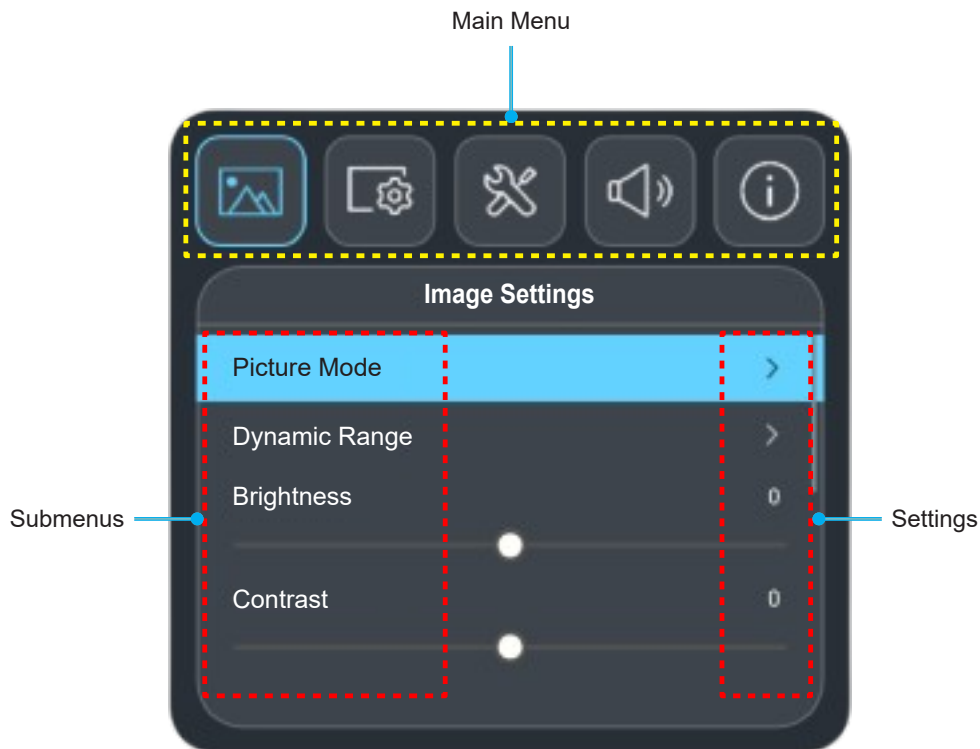 Main Menu
Image Settings
Picture Mode
Dynamic Range
Brightness 0
Submenus
Settings
Contrast 0